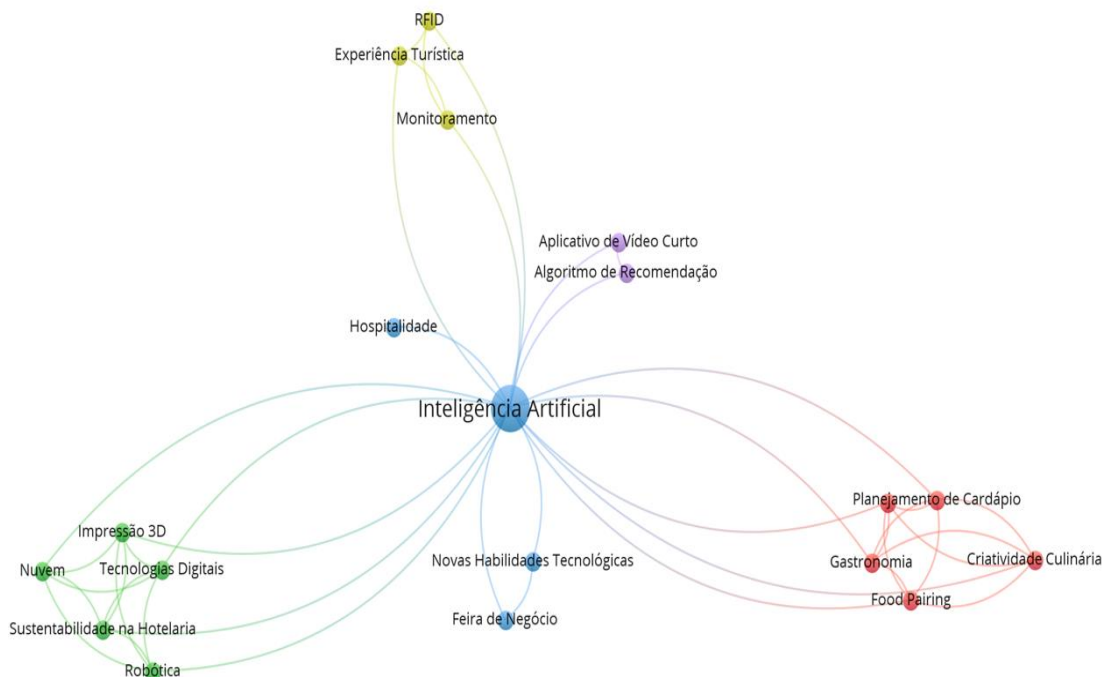 RFID
Experiência Turística
Monitoramento
Aplicativo de Vídeo Curto
Algoritmo de Recomendação
Hospitalidade
Inteligência Artificial
Planejamento de Cardápio
Impressão 3D
Novas Habilidades Tecnológicas
Gastronomia
Criatividade Culinária
Nuvem
Tecnologias Digitais
Food Pairing
Feira de Negócio
Sustentabilidade na Hotelaria
Robótica